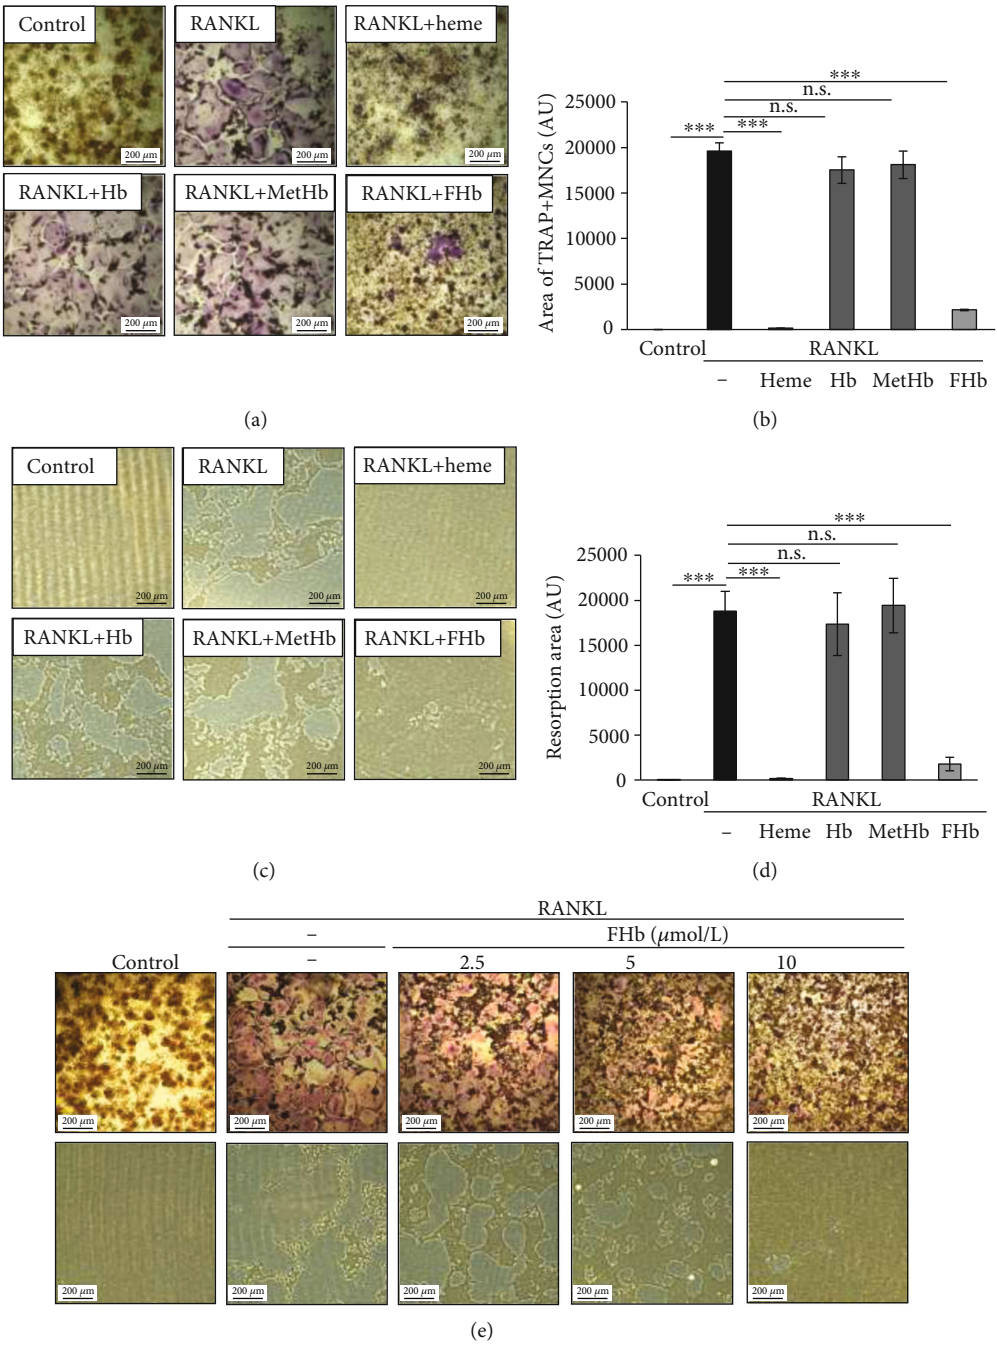 Control
RANKL
RANKL+heme
200 µm
200 µm
200 µm
RANKL+Hb
RANKL+MetHb
RANKL+FHb
200 µm
200 µm
200 µm
(a)
Area of TRAP+MNCs (AU)
25000
20000
15000
10000
5000
0
***
n.s.
n.s.
***
***
Control
RANKL
–
Heme
Hb
MetHb
FHb
(b)
Control
RANKL
RANKL+heme
200 µm
200 µm
200 µm
RANKL+Hb
RANKL+MetHb
RANKL+FHb
200 µm
200 µm
200 µm
(c)
Resorption area (AU)
25000
20000
15000
10000
5000
0
***
n.s.
n.s.
***
***
Control
RANKL
–
Heme
Hb
MetHb
FHb
(d)
RANKL
–
FHb (µmol/L)
Control
–
2.5
5
10
200 µm
200 µm
200 µm
200 µm
200 µm
200 µm
200 µm
200 µm
200 µm
200 µm
(e)